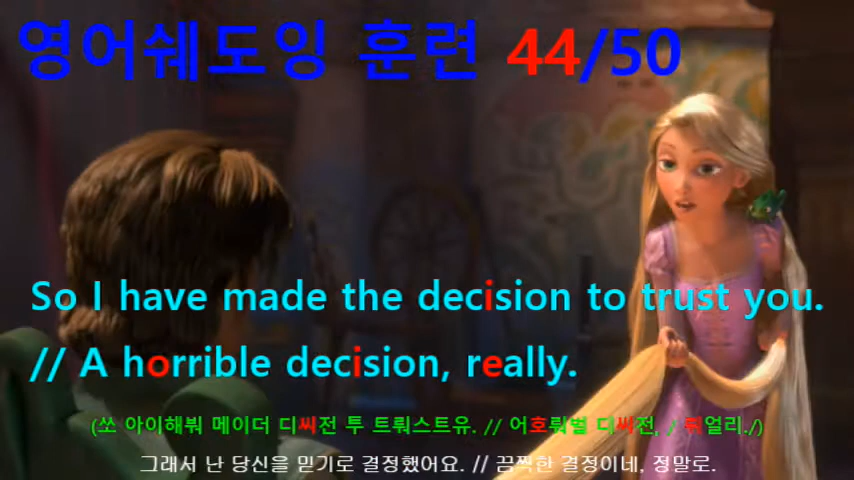 영어쉐도잉 훈련 44/50
So I have made the decision to trust you.
// A horrible decision, really.
(쏘 아이해붜 메이더 디씨전 투 트뤄스트유. // 어호뤄벌 디씨전, / 뤼얼리./)
그래서 난 당신을 믿기로 결정했어요. // 끔찍한 결정이네, 정말로.